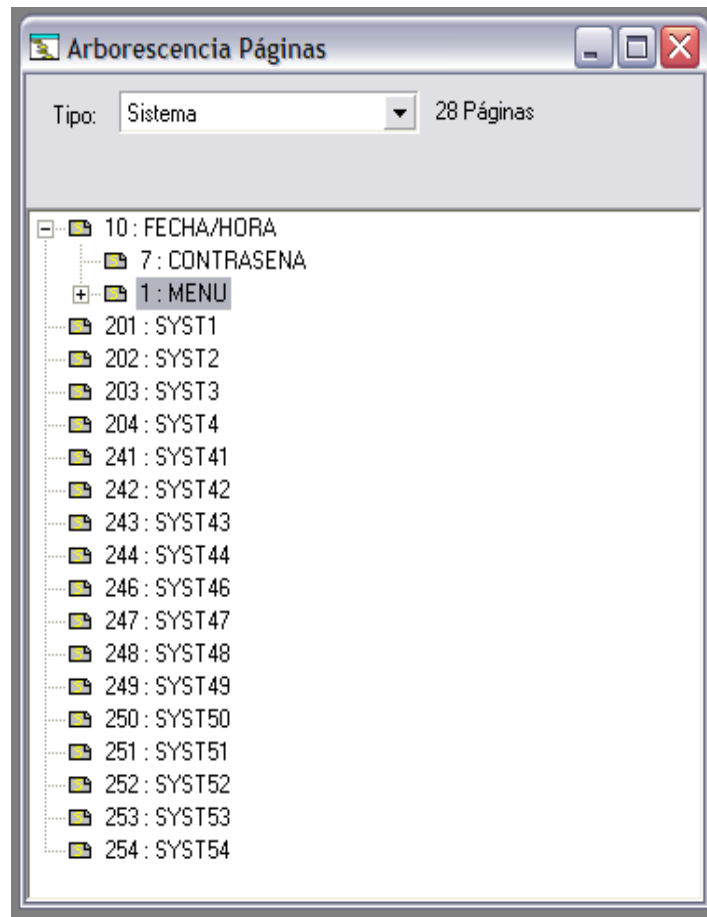 Arborescencia Páginas
Tipo: Sistema 28 Páginas
10 : FECHA/HORA
7 : CONTRASENA
1 : MENU
201 : SYST1
202 : SYST2
203 : SYST3
204 : SYST4
241 : SYST41
242 : SYST42
243 : SYST43
244 : SYST44
246 : SYST46
247 : SYST47
248 : SYST48
249 : SYST49
250 : SYST50
251 : SYST51
252 : SYST52
253 : SYST53
254 : SYST54